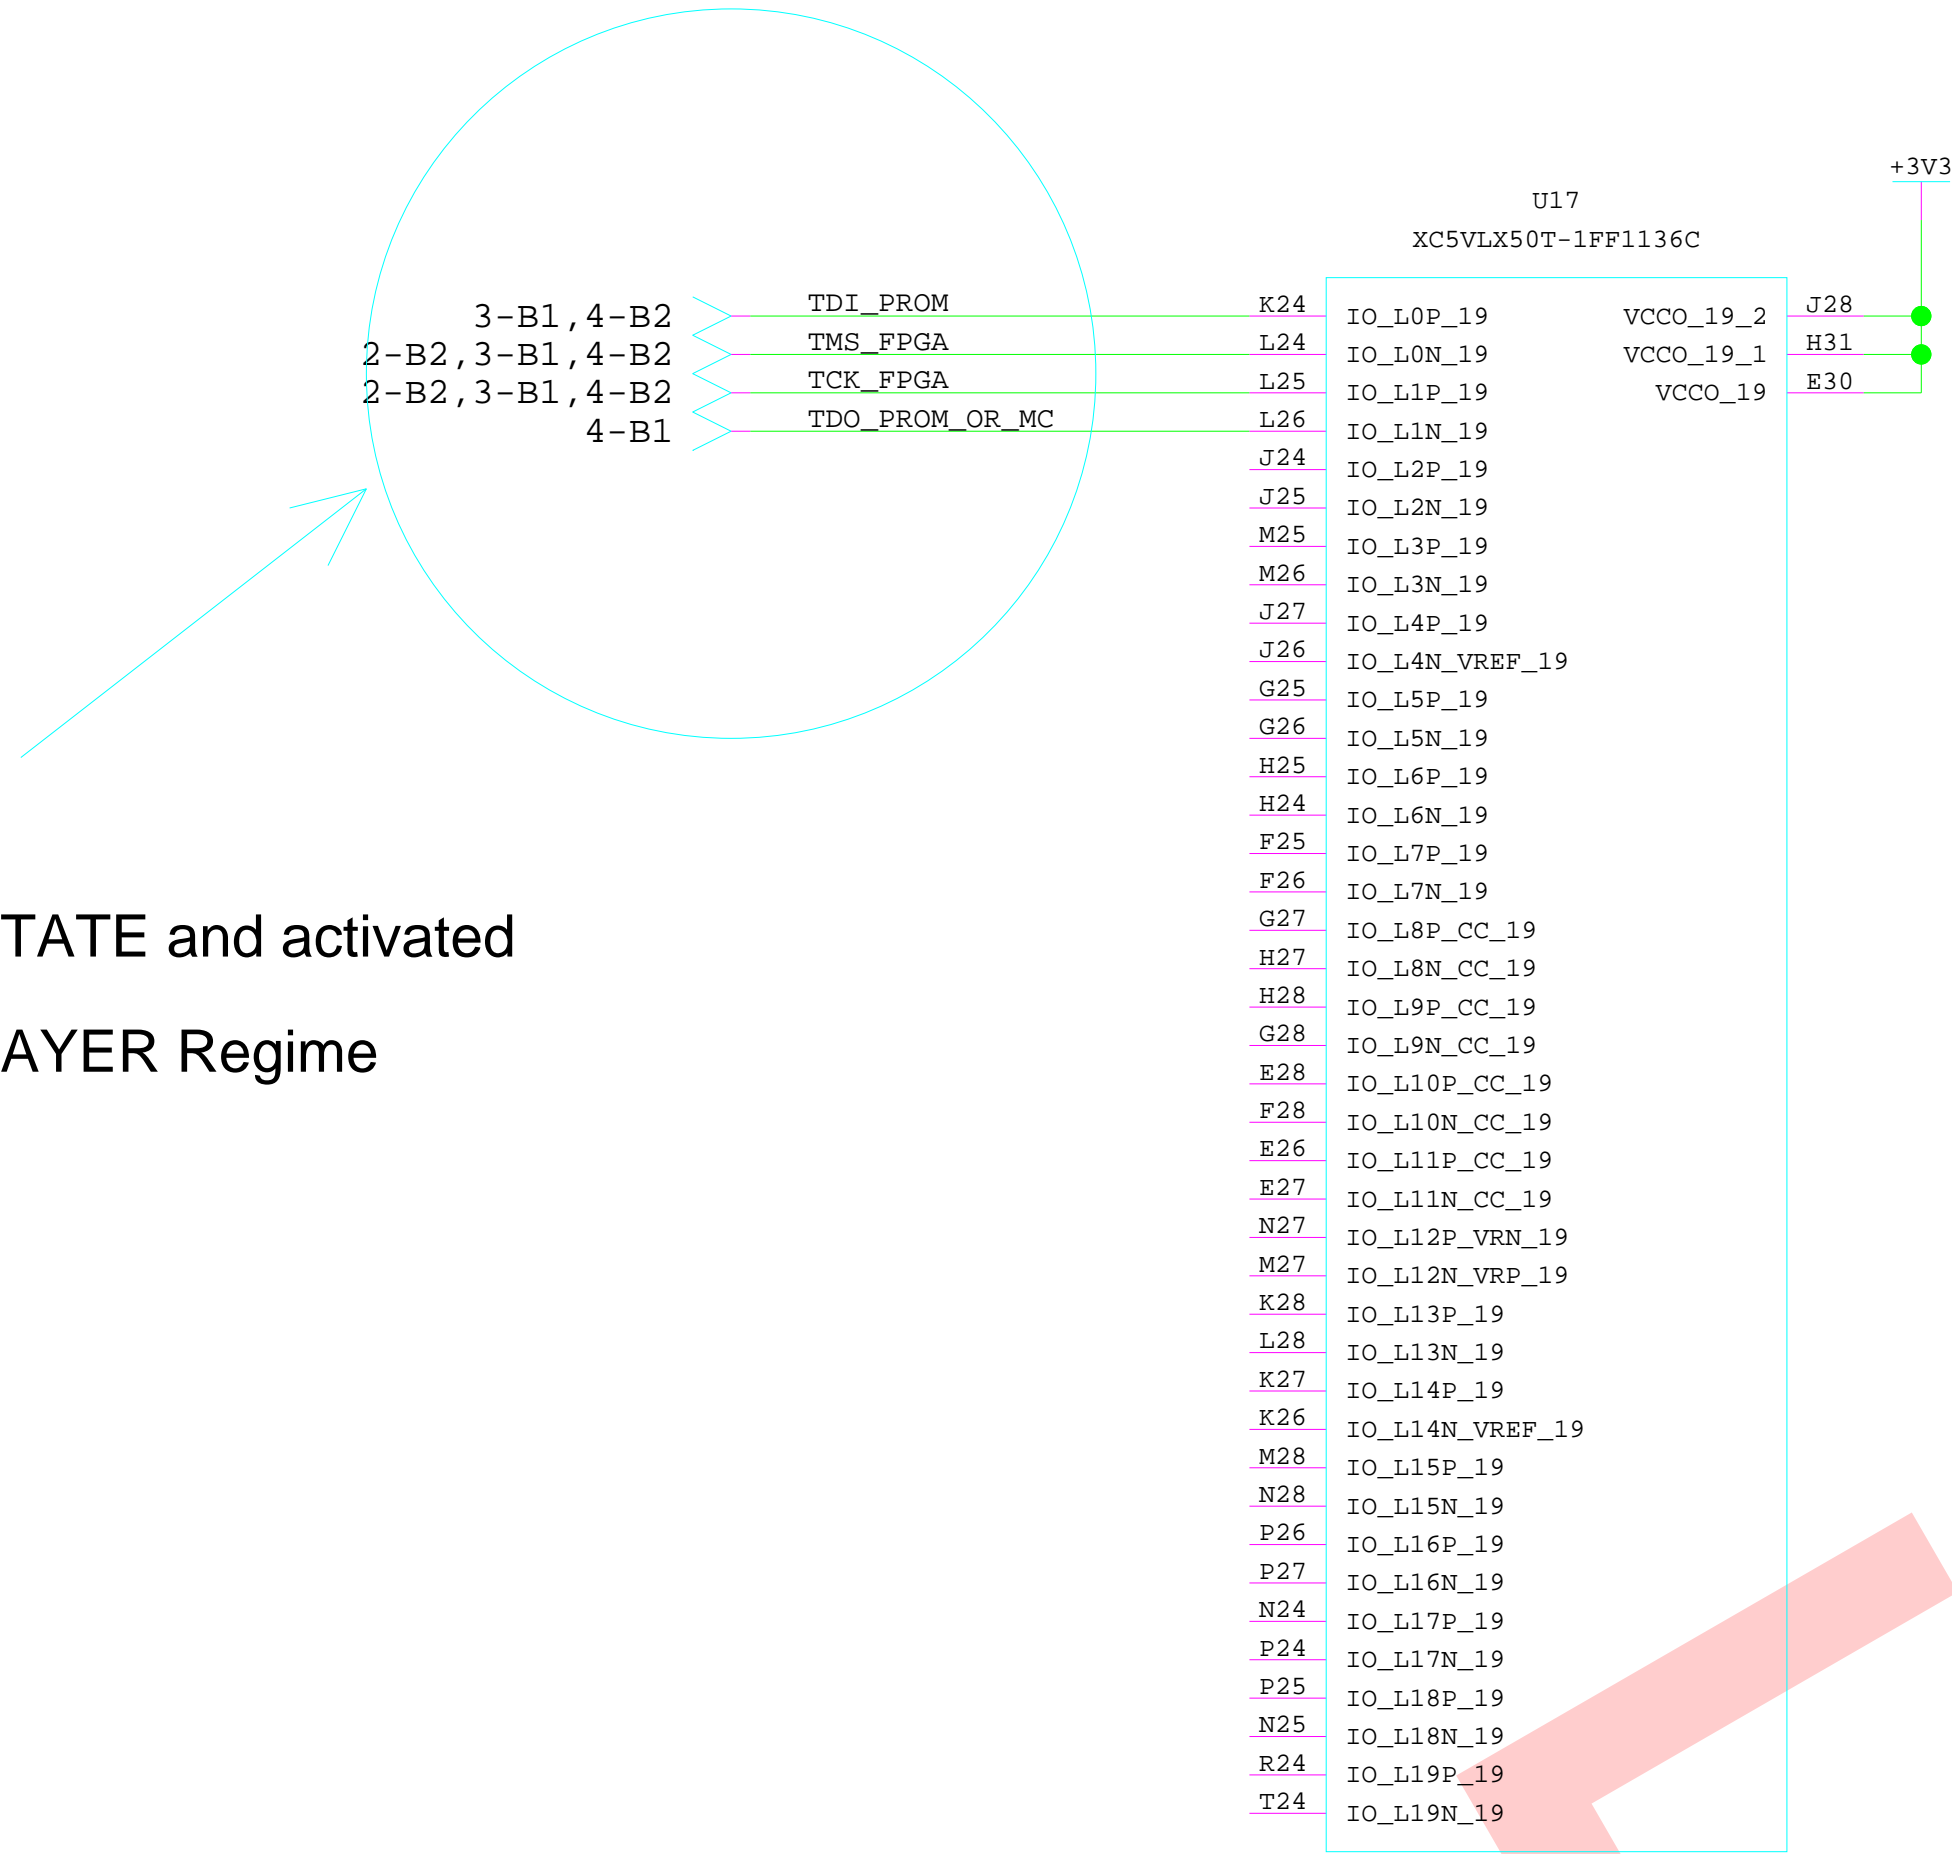 +3V3
U17
XC5VLX50T-1FF1136C
3-B1,4-B2 TDI_PROM K24 IO_L0P_19 VCCO_19_2 J28
2-B2,3-B1,4-B2 TMS_FPGA L24 IO_L0N_19 VCCO_19_1 H31
2-B2,3-B1,4-B2 TCK_FPGA L25 IO_L1P_19 VCCO_19 E30
4-B1 TDO_PROM_OR_MC L26 IO_L1N_19
J24 IO_L2P_19
J25 IO_L2N_19
M25 IO_L3P_19
M26 IO_L3N_19
J27 IO_L4P_19
J26 IO_L4N_VREF_19
G25 IO_L5P_19
G26 IO_L5N_19
H25 IO_L6P_19
H24 IO_L6N_19
F25 IO_L7P_19
F26 IO_L7N_19
TATE and activated
G27 IO_L8P_CC_19
H27 IO_L8N_CC_19
H28 IO_L9P_CC_19
AYER Regime
G28 IO_L9N_CC_19
E28 IO_L10P_CC_19
F28 IO_L10N_CC_19
E26 IO_L11P_CC_19
E27 IO_L11N_CC_19
N27 IO_L12P_VRN_19
M27 IO_L12N_VRP_19
K28 IO_L13P_19
L28 IO_L13N_19
K27 IO_L14P_19
K26 IO_L14N_VREF_19
M28 IO_L15P_19
N28 IO_L15N_19
P26 IO_L16P_19
P27 IO_L16N_19
N24 IO_L17P_19
P24 IO_L17N_19
P25 IO_L18P_19
N25 IO_L18N_19
R24 IO_L19P_19
T24 IO_L19N_19